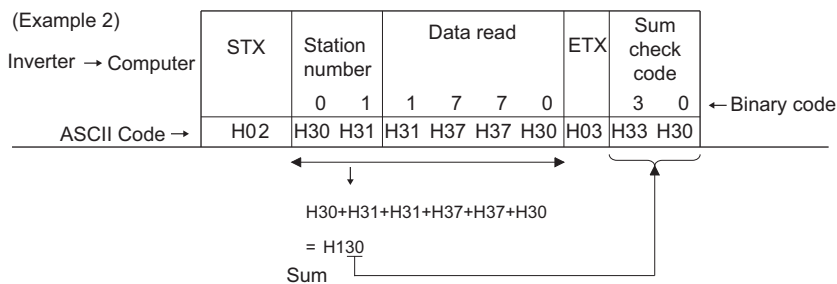 (Example 2)
Inverter → Computer
STX
Station number
Data read
ETX
Sum check code
0 1 1 7 7 0 3 0
← Binary code
ASCII Code →
H02 H30 H31 H31 H37 H37 H30 H03 H33 H30
H30+H31+H31+H37+H37+H30
= H130
Sum